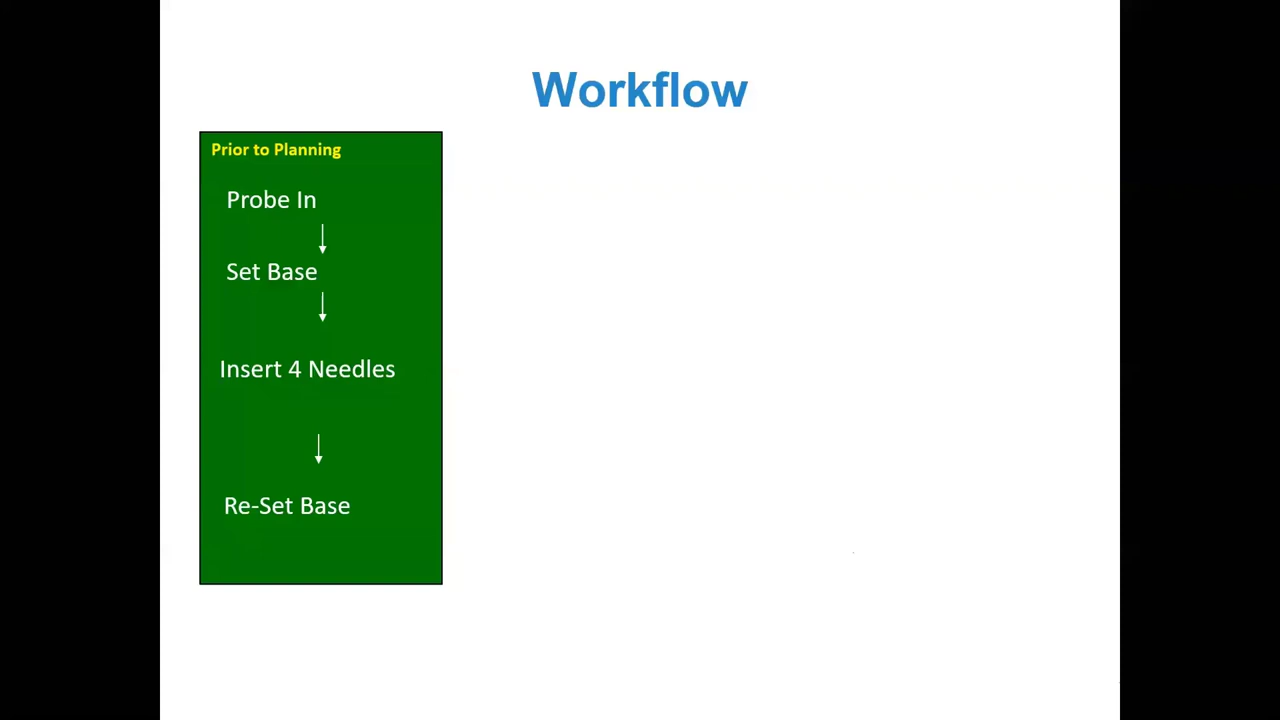 Workflow
Prior to Planning
Probe In
Set Base
Insert 4 Needles
Re-Set Base